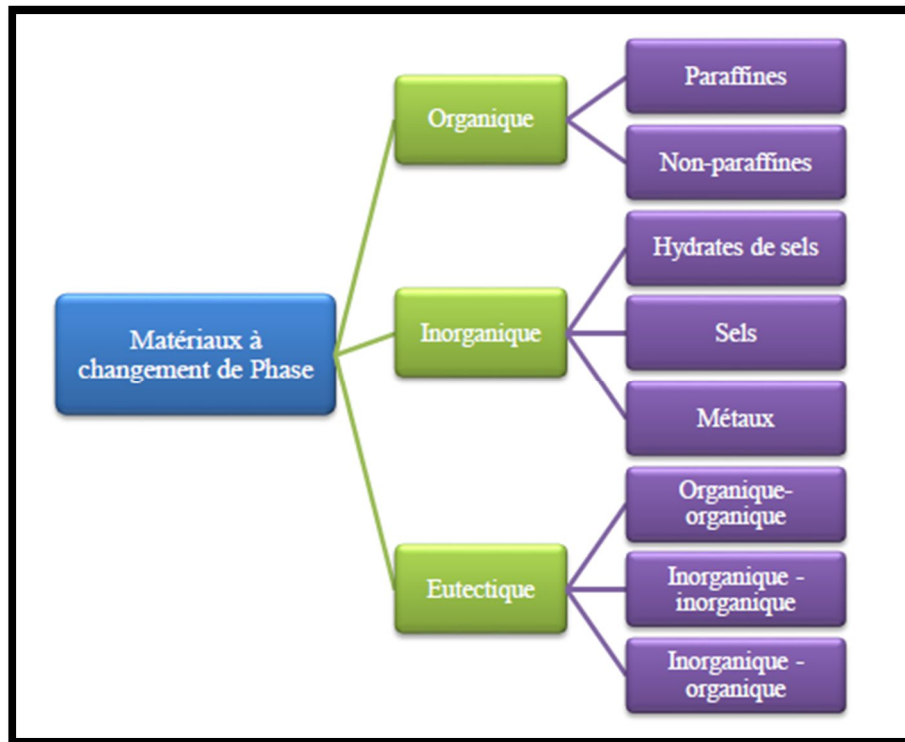 Matériaux à
changement de Phase
Organique
Paraffines
Non-paraffines
Inorganique
Hydrates de sels
Sels
Métaux
Eutectique
Organique-
organique
Inorganique -
inorganique
Inorganique -
organique